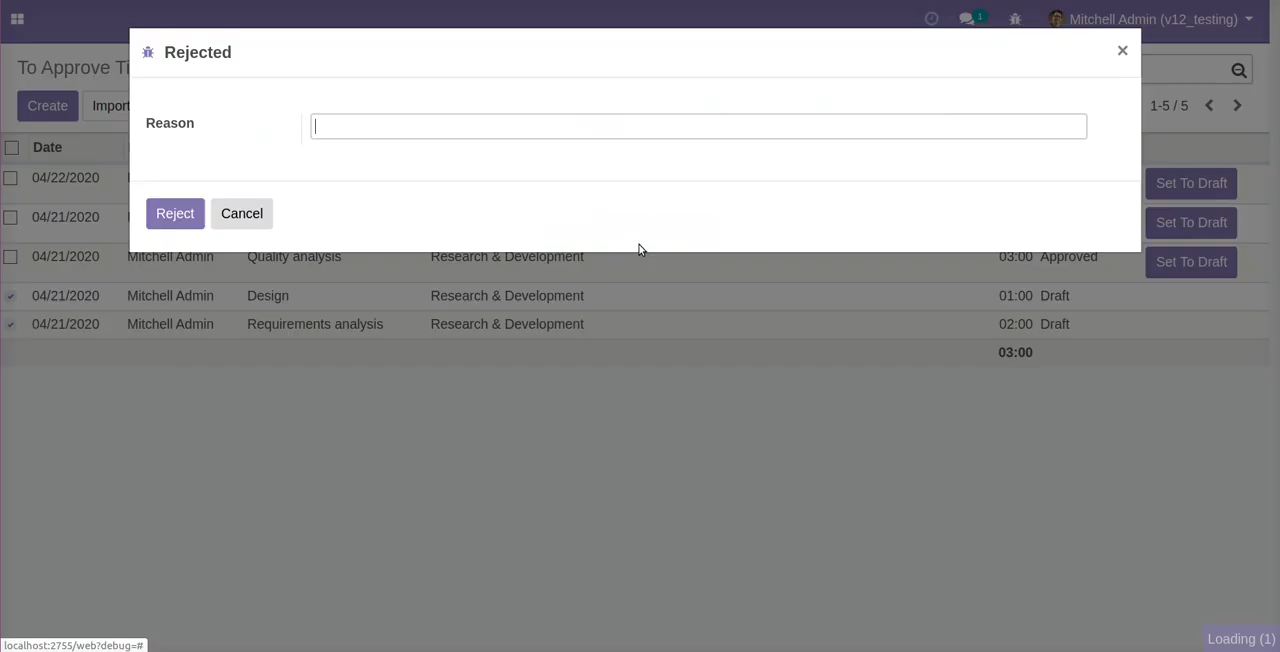 1
Mitchell Admin (v12_testing)
Rejected
×
To Approve Ti
Create
Import
1-5 / 5
Reason
Date
04/22/2020
Set To Draft
Reject
Cancel
04/21/2020
Set To Draft
04/21/2020 Mitchell Admin Quality analysis Research & Development 03:00 Approved Set To Draft
04/21/2020 Mitchell Admin Design Research & Development 01:00 Draft
04/21/2020 Mitchell Admin Requirements analysis Research & Development 02:00 Draft
03:00
Loading (1)
localhost:2755/web?debug=#